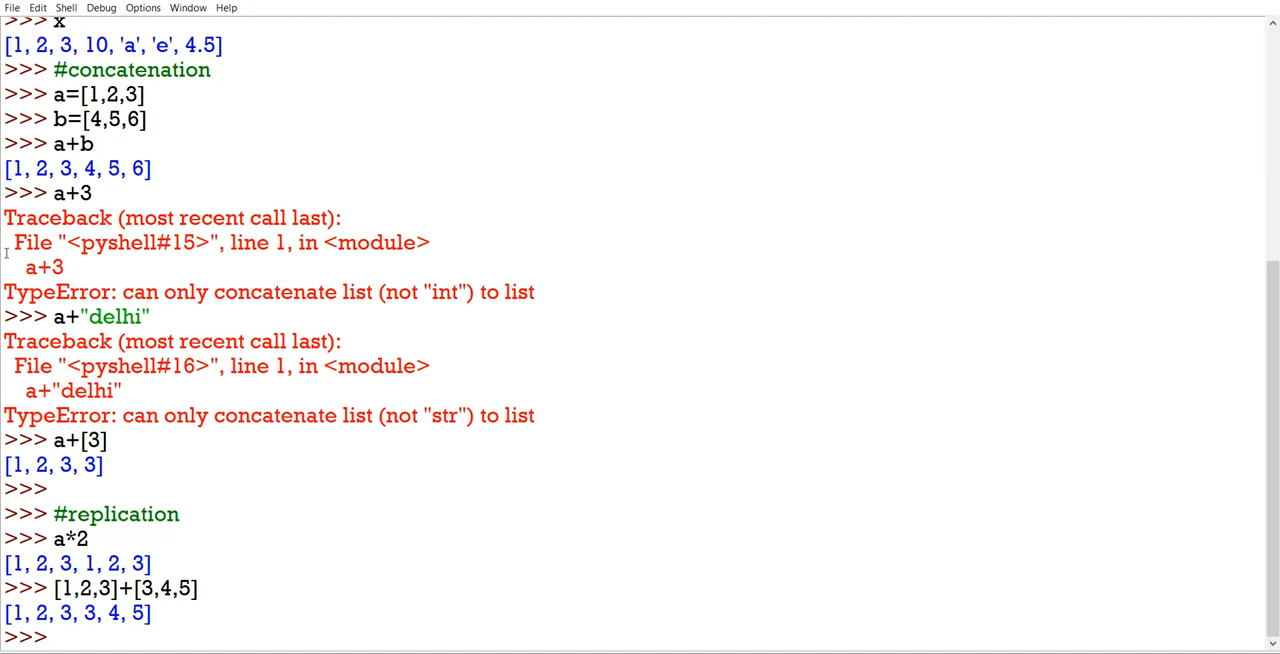 File Edit Shell Debug Options Window Help
>>> x
[1, 2, 3, 10, 'a', 'e', 4.5]
>>> #concatenation
>>> a=[1,2,3]
>>> b=[4,5,6]
>>> a+b
[1, 2, 3, 4, 5, 6]
>>> a+3
Traceback (most recent call last):
  File "<pyshell#15>", line 1, in <module>
    a+3
TypeError: can only concatenate list (not "int") to list
>>> a+"delhi"
Traceback (most recent call last):
  File "<pyshell#16>", line 1, in <module>
    a+"delhi"
TypeError: can only concatenate list (not "str") to list
>>> a+[3]
[1, 2, 3, 3]
>>>
>>> #replication
>>> a*2
[1, 2, 3, 1, 2, 3]
>>> [1,2,3]+[3,4,5]
[1, 2, 3, 3, 4, 5]
>>>